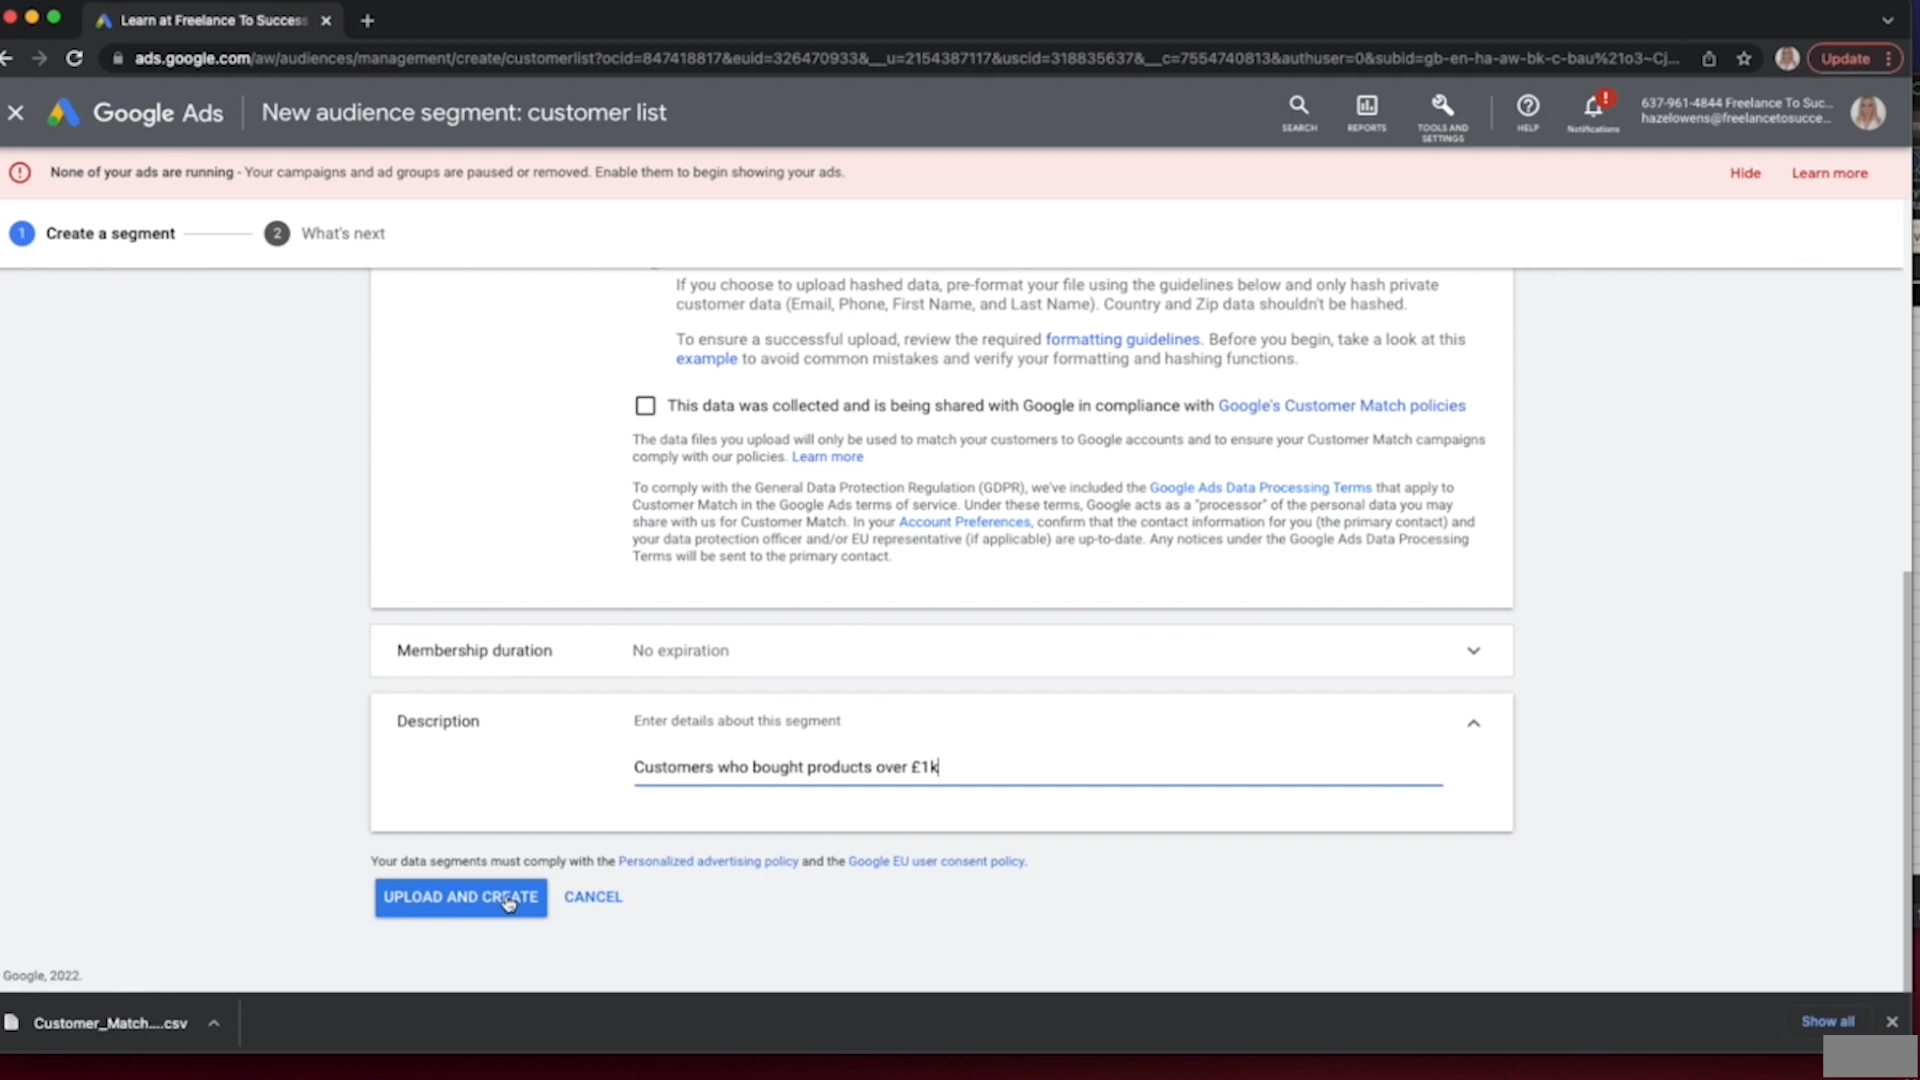 Learn at Freelance To Success
ads.google.com/aw/audiences/management/create/customerlist?ocid=847418817&euid=326470933&__u=2154387117&uscid=318835637&__c=7554740813&authuser=0&subid=gb-en-ha-aw-bk-c-bau%21o3~Cj...
Update
Google Ads
New audience segment: customer list
SEARCH
REPORTS
TOOLS AND
SETTINGS
HELP
Notifications
637-961-4844 Freelance To Suc...
hazelowens@freelancetosucce...
None of your ads are running - Your campaigns and ad groups are paused or removed. Enable them to begin showing your ads.
Hide
Learn more
1 Create a segment
2 What's next
If you choose to upload hashed data, pre-format your file using the guidelines below and only hash private
customer data (Email, Phone, First Name, and Last Name). Country and Zip data shouldn't be hashed.
To ensure a successful upload, review the required formatting guidelines. Before you begin, take a look at this
example to avoid common mistakes and verify your formatting and hashing functions.
This data was collected and is being shared with Google in compliance with Google's Customer Match policies
The data files you upload will only be used to match your customers to Google accounts and to ensure your Customer Match campaigns
comply with our policies. Learn more
To comply with the General Data Protection Regulation (GDPR), we've included the Google Ads Data Processing Terms that apply to
Customer Match in the Google Ads terms of service. Under these terms, Google acts as a "processor" of the personal data you may
share with us for Customer Match. In your Account Preferences, confirm that the contact information for you (the primary contact) and
your data protection officer and/or EU representative (if applicable) are up-to-date. Any notices under the Google Ads Data Processing
Terms will be sent to the primary contact.
Membership duration
No expiration
Description
Enter details about this segment
Customers who bought products over £1k
Your data segments must comply with the Personalized advertising policy and the Google EU user consent policy.
UPLOAD AND CREATE
CANCEL
Google, 2022.
Customer_Match....csv
Show all